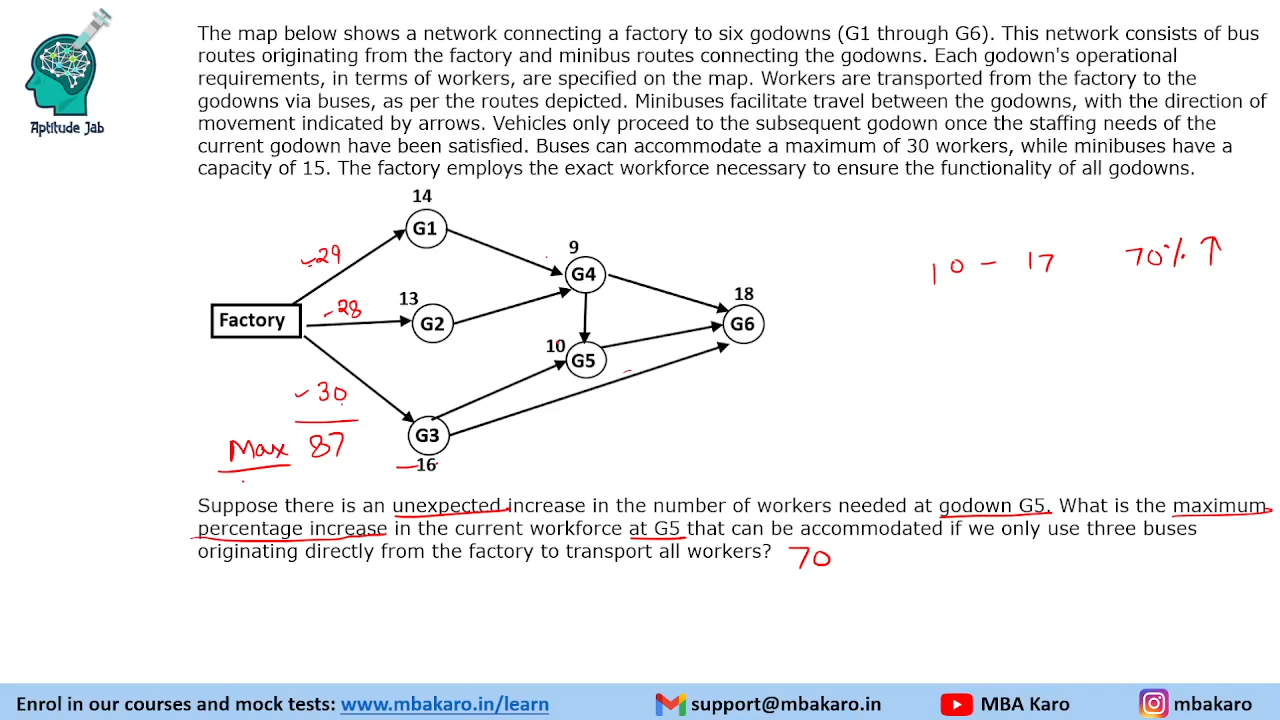 The map below shows a network connecting a factory to six godowns (G1 through G6). This network consists of bus
routes originating from the factory and minibus routes connecting the godowns. Each godown's operational
requirements, in terms of workers, are specified on the map. Workers are transported from the factory to the
godowns via buses, as per the routes depicted. Minibuses facilitate travel between the godowns, with the direction of
movement indicated by arrows. Vehicles only proceed to the subsequent godown once the staffing needs of the
current godown have been satisfied. Buses can accommodate a maximum of 30 workers, while minibuses have a
capacity of 15. The factory employs the exact workforce necessary to ensure the functionality of all godowns.
Aptitude Jab
14
G1
29
9
G4
10 - 17 70% ↑
18
G6
13
G2
28
Factory
10
G5
30
87
Max
G3
16
Suppose there is an unexpected increase in the number of workers needed at godown G5. What is the maximum
percentage increase in the current workforce at G5 that can be accommodated if we only use three buses
originating directly from the factory to transport all workers? 70
Enrol in our courses and mock tests: www.mbakaro.in/learn support@mbakaro.in MBA Karo mbakaro